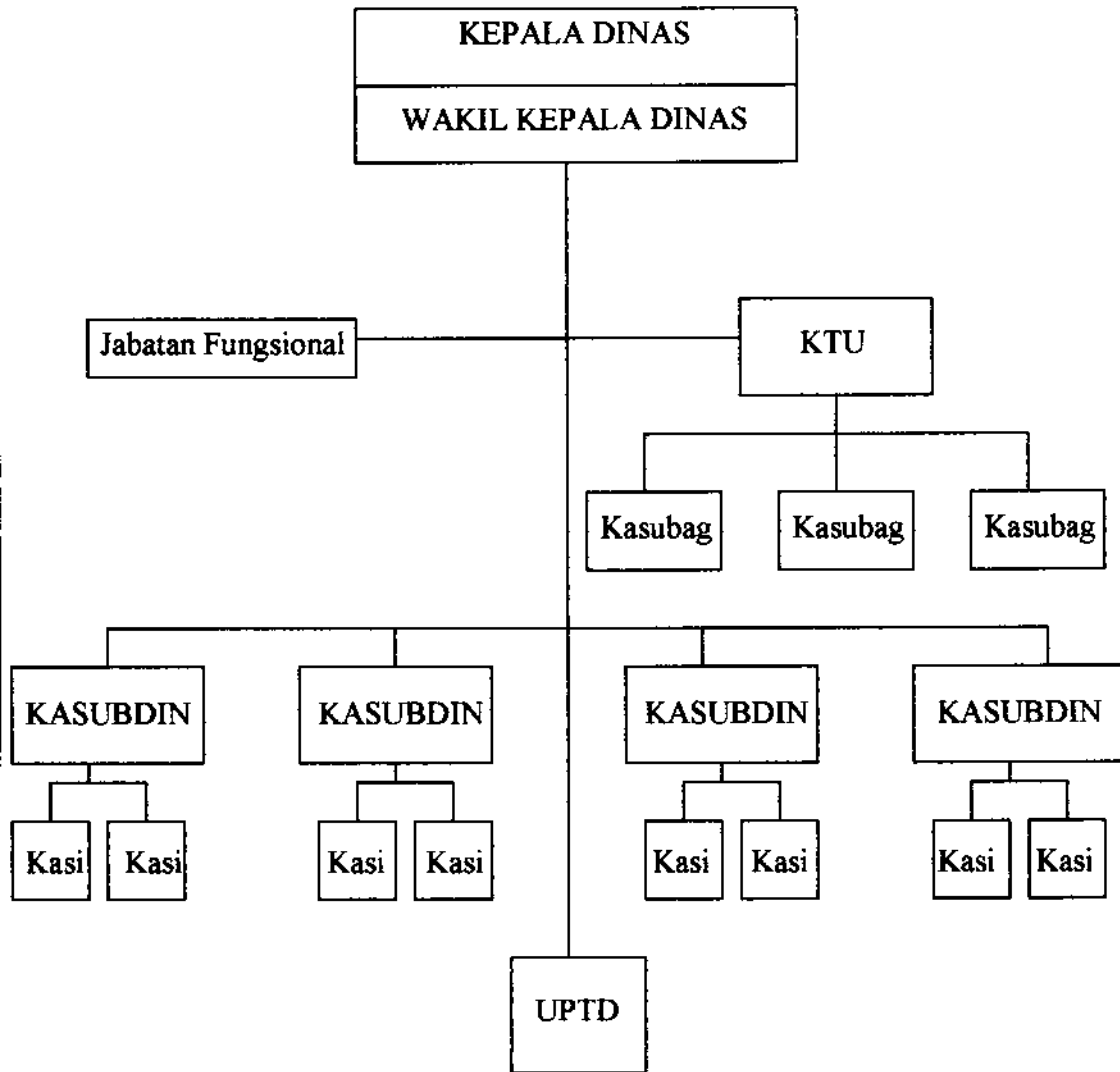 KEPALA DINAS
WAKIL KEPALA DINAS
Jabatan Fungsional
KTU
Kasubag
Kasubag
Kasubag
KASUBDIN
KASUBDIN
KASUBDIN
KASUBDIN
Kasi
Kasi
Kasi
Kasi
Kasi
Kasi
Kasi
Kasi
UPTD